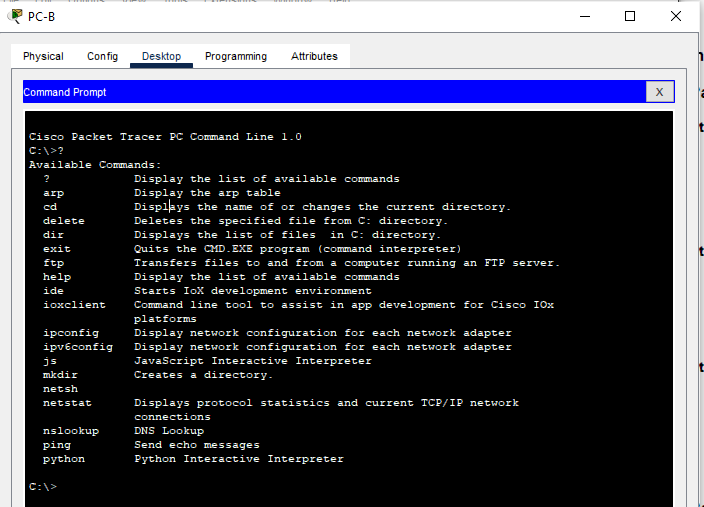 PC-B
Physical Config Desktop Programming Attributes
Command Prompt X
Cisco Packet Tracer PC Command Line 1.0
C:\>?
Available Commands:
? Display the list of available commands
arp Display the arp table
cd Displays the name of or changes the current directory.
delete Deletes the specified file from C: directory.
dir Displays the list of files in C: directory.
exit Quits the CMD.EXE program (command interpreter)
ftp Transfers files to and from a computer running an FTP server.
help Display the list of available commands
ide Starts IoX development environment
ioxclient Command line tool to assist in app development for Cisco IOx
platforms
ipconfig Display network configuration for each network adapter
ipv6config Display network configuration for each network adapter
js JavaScript Interactive Interpreter
mkdir Creates a directory.
netsh
netstat Displays protocol statistics and current TCP/IP network
connections
nslookup DNS Lookup
ping Send echo messages
python Python Interactive Interpreter
C:\>